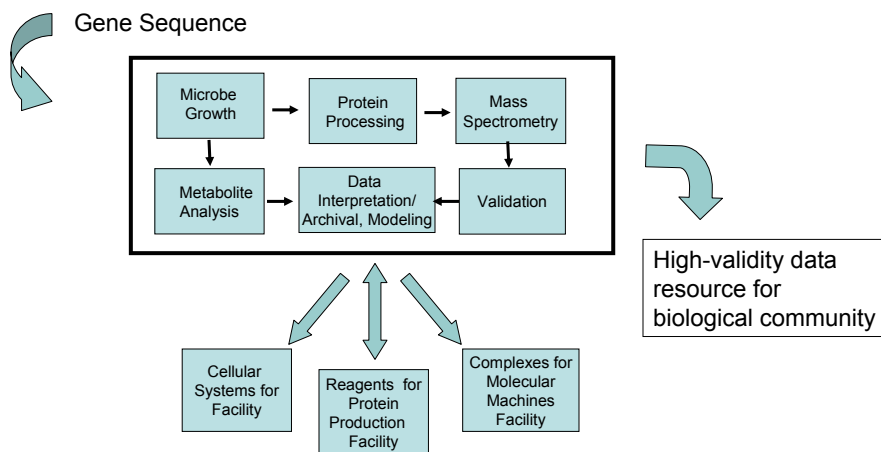 Gene Sequence
Microbe
Growth
Protein
Processing
Mass
Spectrometry
Metabolite
Analysis
Data
Interpretation/
Archival, Modeling
Validation
High-validity data
resource for
biological community
Cellular
Systems for
Facility
Reagents for
Protein
Production
Facility
Complexes for
Molecular
Machines
Facility